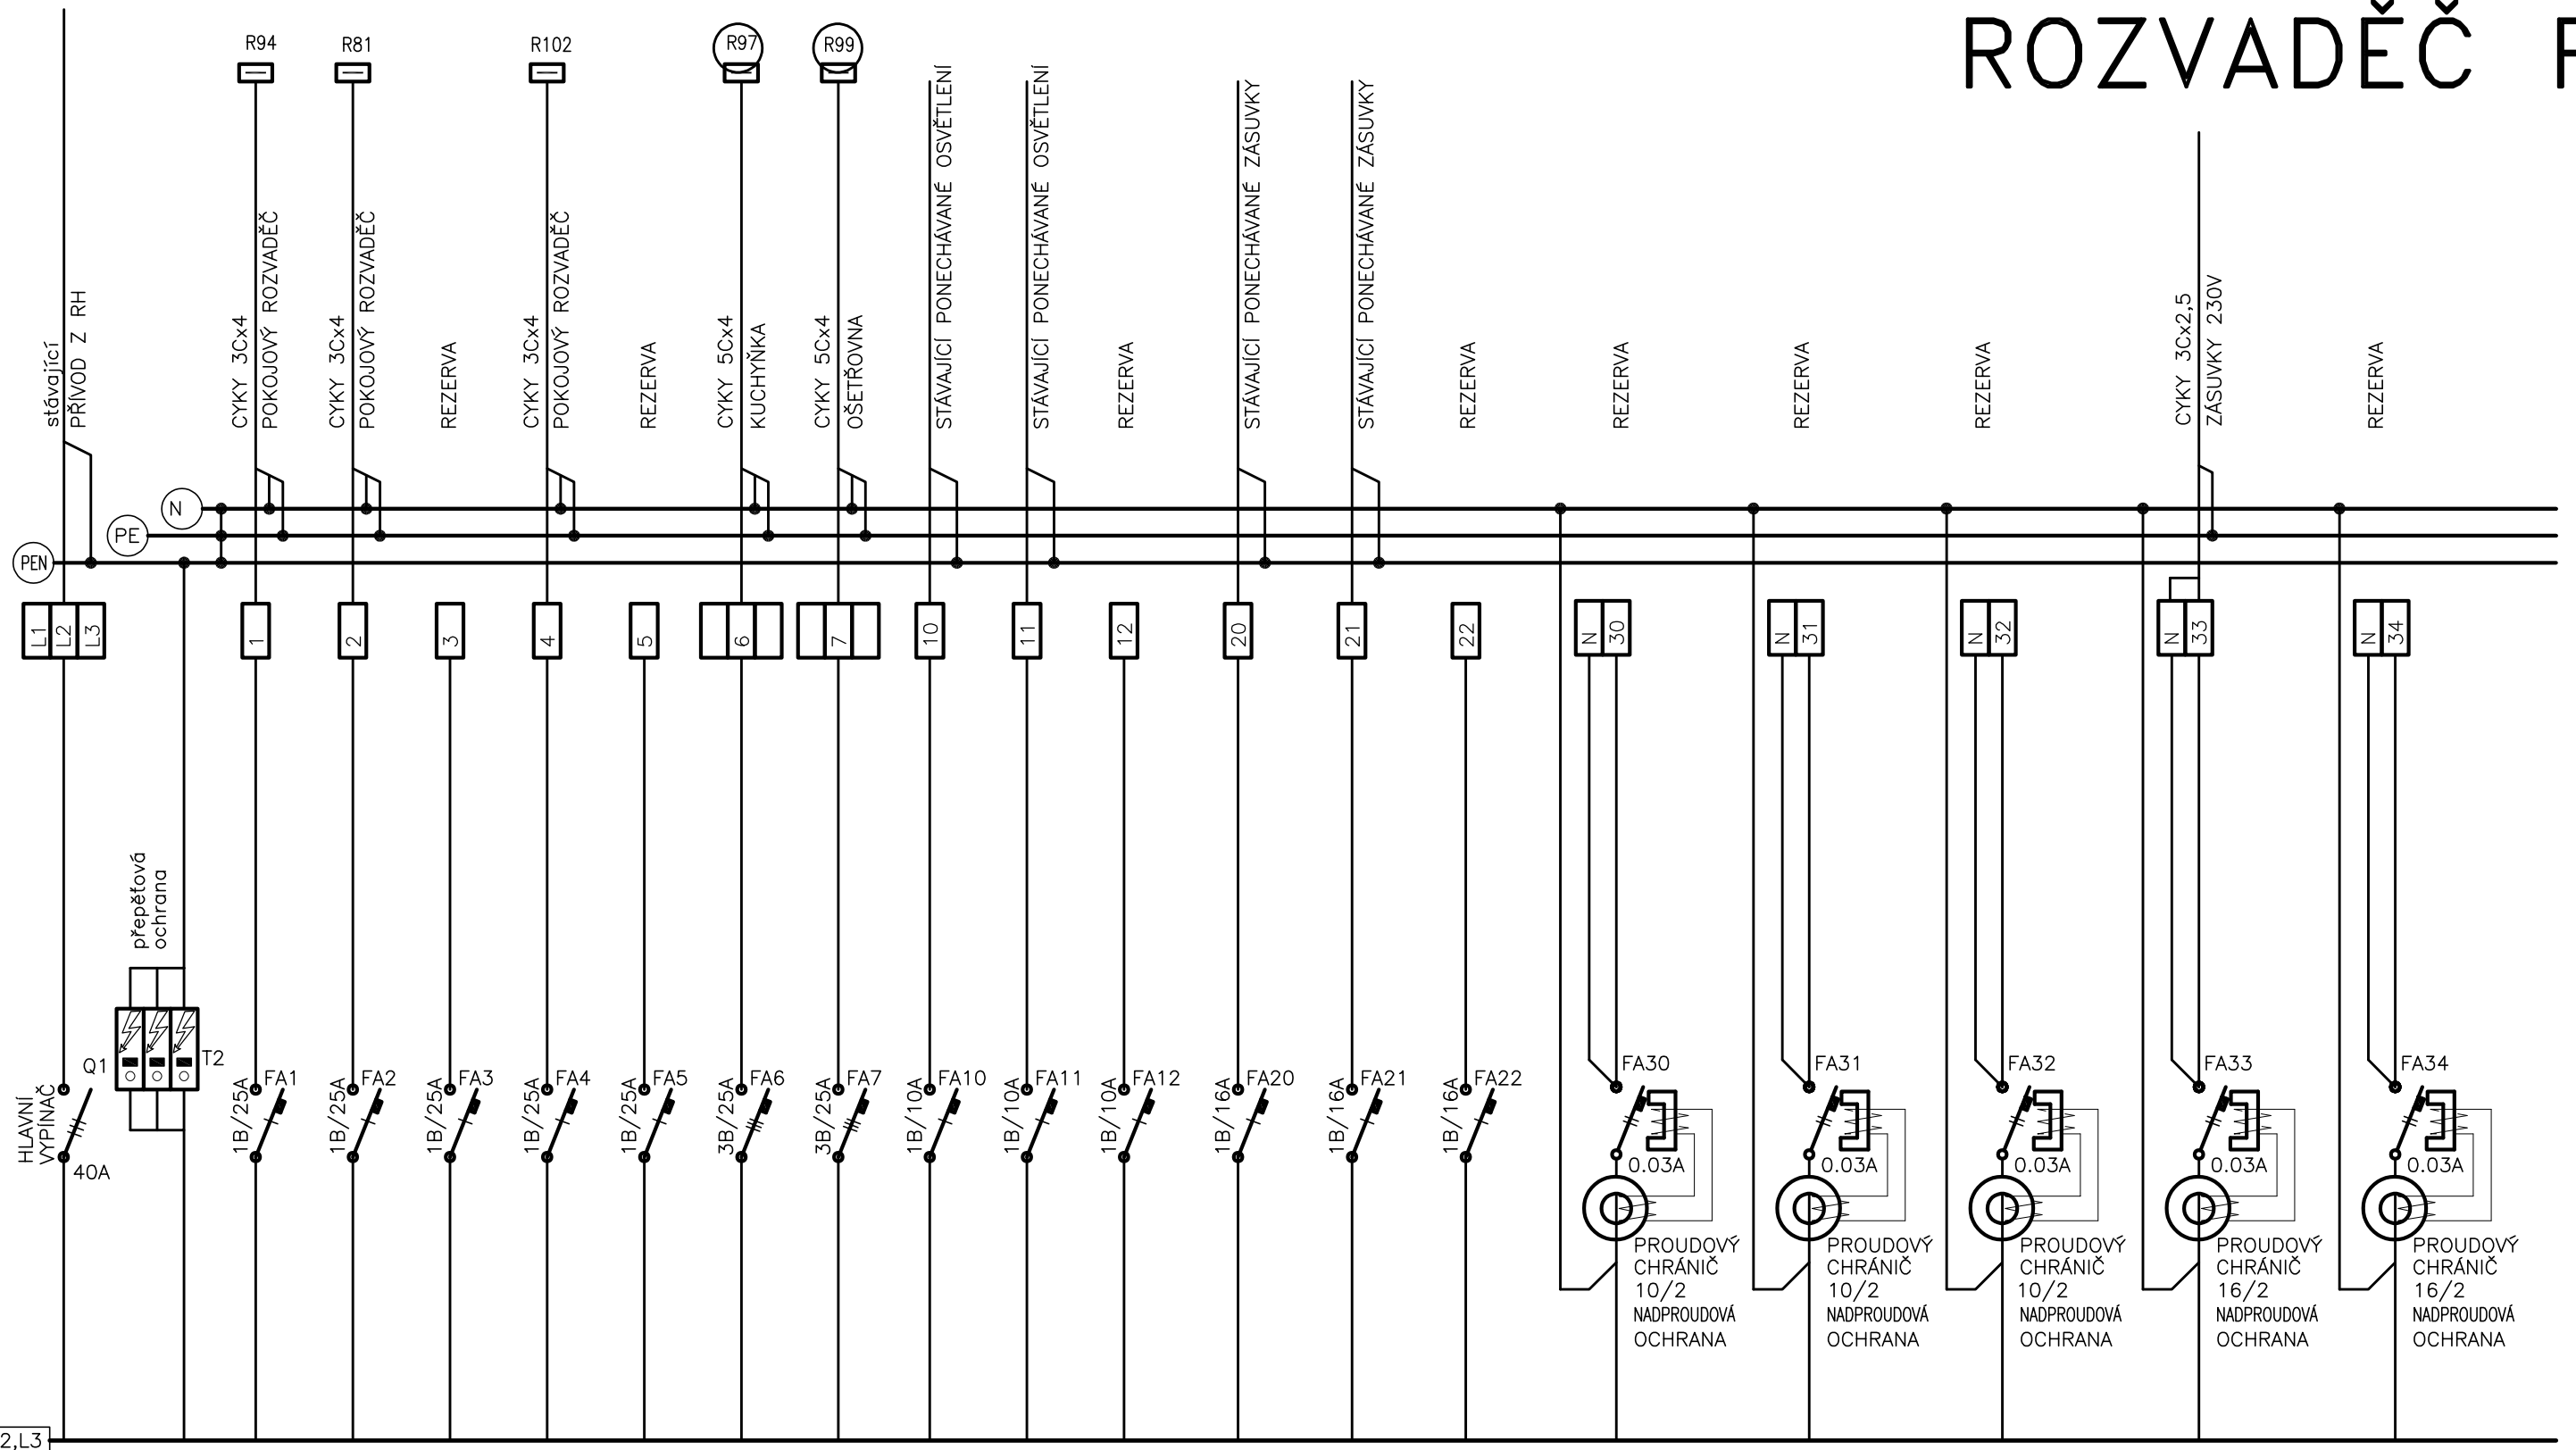 ROZVADĚČ
R94
R81
R102
R97
R99
stávající
PŘÍVOD Z RH
CYKY 3Cx4
POKOJOVÝ ROZVADĚČ
CYKY 3Cx4
POKOJOVÝ ROZVADĚČ
REZERVA
CYKY 3Cx4
POKOJOVÝ ROZVADĚČ
REZERVA
CYKY 5Cx4
KUCHYŇKA
CYKY 5Cx4
OŠETŘOVNA
STÁVAJÍCÍ PONECHÁVANÉ OSVĚTLENÍ
STÁVAJÍCÍ PONECHÁVANÉ OSVĚTLENÍ
REZERVA
STÁVAJÍCÍ PONECHÁVANÉ ZÁSUVKY
STÁVAJÍCÍ PONECHÁVANÉ ZÁSUVKY
REZERVA
REZERVA
REZERVA
REZERVA
CYKY 3Cx2,5
ZÁSUVKY 230V
REZERVA
N
PE
PEN
L1
L2
L3
1
2
3
4
5
6
7
10
11
12
20
21
22
N
30
N
31
N
32
N
33
N
34
přepěťová
ochrana
HLAVNÍ
VYPÍNAČ
Q1
40A
T2
1B/25A
FA1
1B/25A
FA2
1B/25A
FA3
1B/25A
FA4
1B/25A
FA5
3B/25A
FA6
3B/25A
FA7
1B/10A
FA10
1B/10A
FA11
1B/10A
FA12
1B/16A
FA20
1B/16A
FA21
1B/16A
FA22
FA30
0.03A
PROUDOVÝ
CHRÁNIČ
10/2
NADPROUDOVÁ
OCHRANA
FA31
0.03A
PROUDOVÝ
CHRÁNIČ
10/2
NADPROUDOVÁ
OCHRANA
FA32
0.03A
PROUDOVÝ
CHRÁNIČ
10/2
NADPROUDOVÁ
OCHRANA
FA33
0.03A
PROUDOVÝ
CHRÁNIČ
16/2
NADPROUDOVÁ
OCHRANA
FA34
0.03A
PROUDOVÝ
CHRÁNIČ
16/2
NADPROUDOVÁ
OCHRANA
2,L3